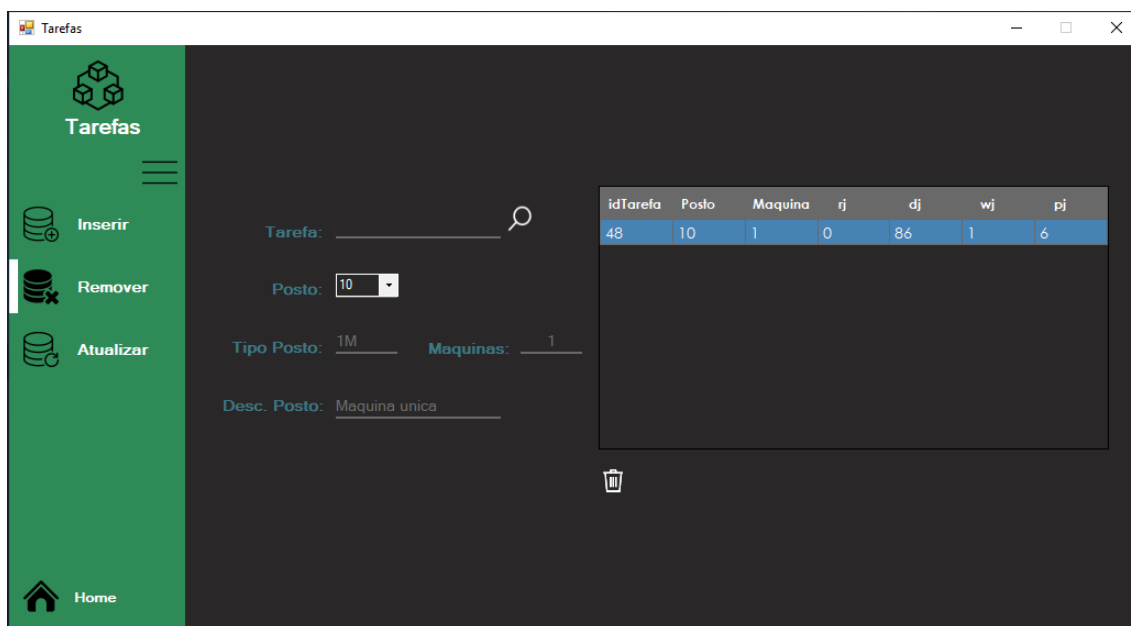 Tarefas
Tarefas
Inserir
Remover
Atualizar
Home
Tarefa:
Posto: 10
Tipo Posto: 1M Maquinas: 1
Desc. Posto: Maquina unica
idTarefa Posto Maquina rj dj wj pj
48 10 1 0 86 1 6